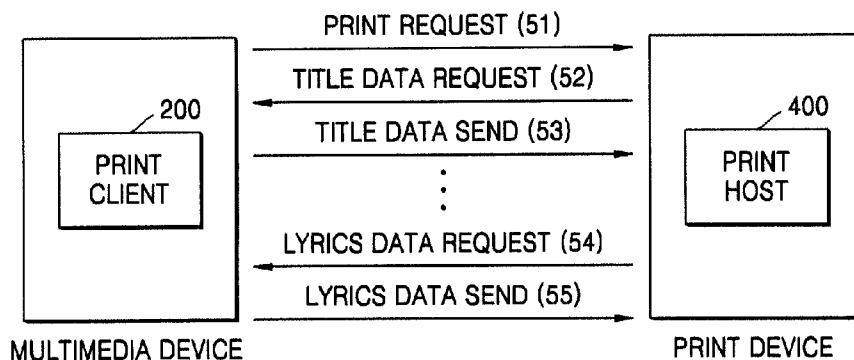 PRINT REQUEST (51)
TITLE DATA REQUEST (52)
200
TITLE DATA SEND (53)
400
PRINT
CLIENT
PRINT
HOST
LYRICS DATA REQUEST (54)
LYRICS DATA SEND (55)
MULTIMEDIA DEVICE
PRINT DEVICE